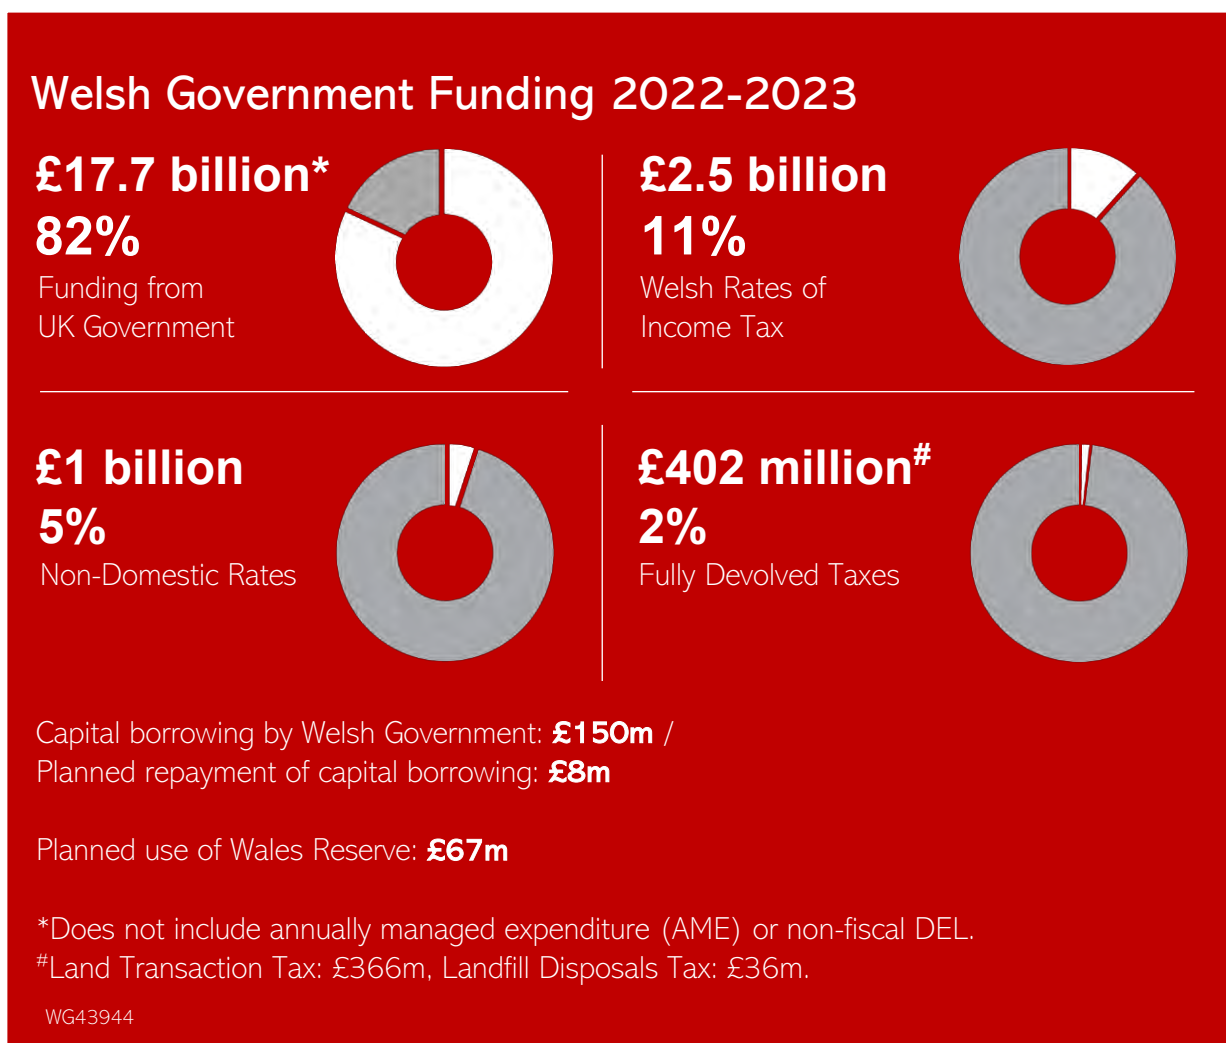 Welsh Government Funding 2022-2023
£17.7 billion*
82%
Funding from
UK Government
£2.5 billion
11%
Welsh Rates of
Income Tax
£1 billion
5%
Non-Domestic Rates
£402 million#
2%
Fully Devolved Taxes
Capital borrowing by Welsh Government: £150m /
Planned repayment of capital borrowing: £8m
Planned use of Wales Reserve: £67m
*Does not include annually managed expenditure (AME) or non-fiscal DEL.
#Land Transaction Tax: £366m, Landfill Disposals Tax: £36m.
WG43944